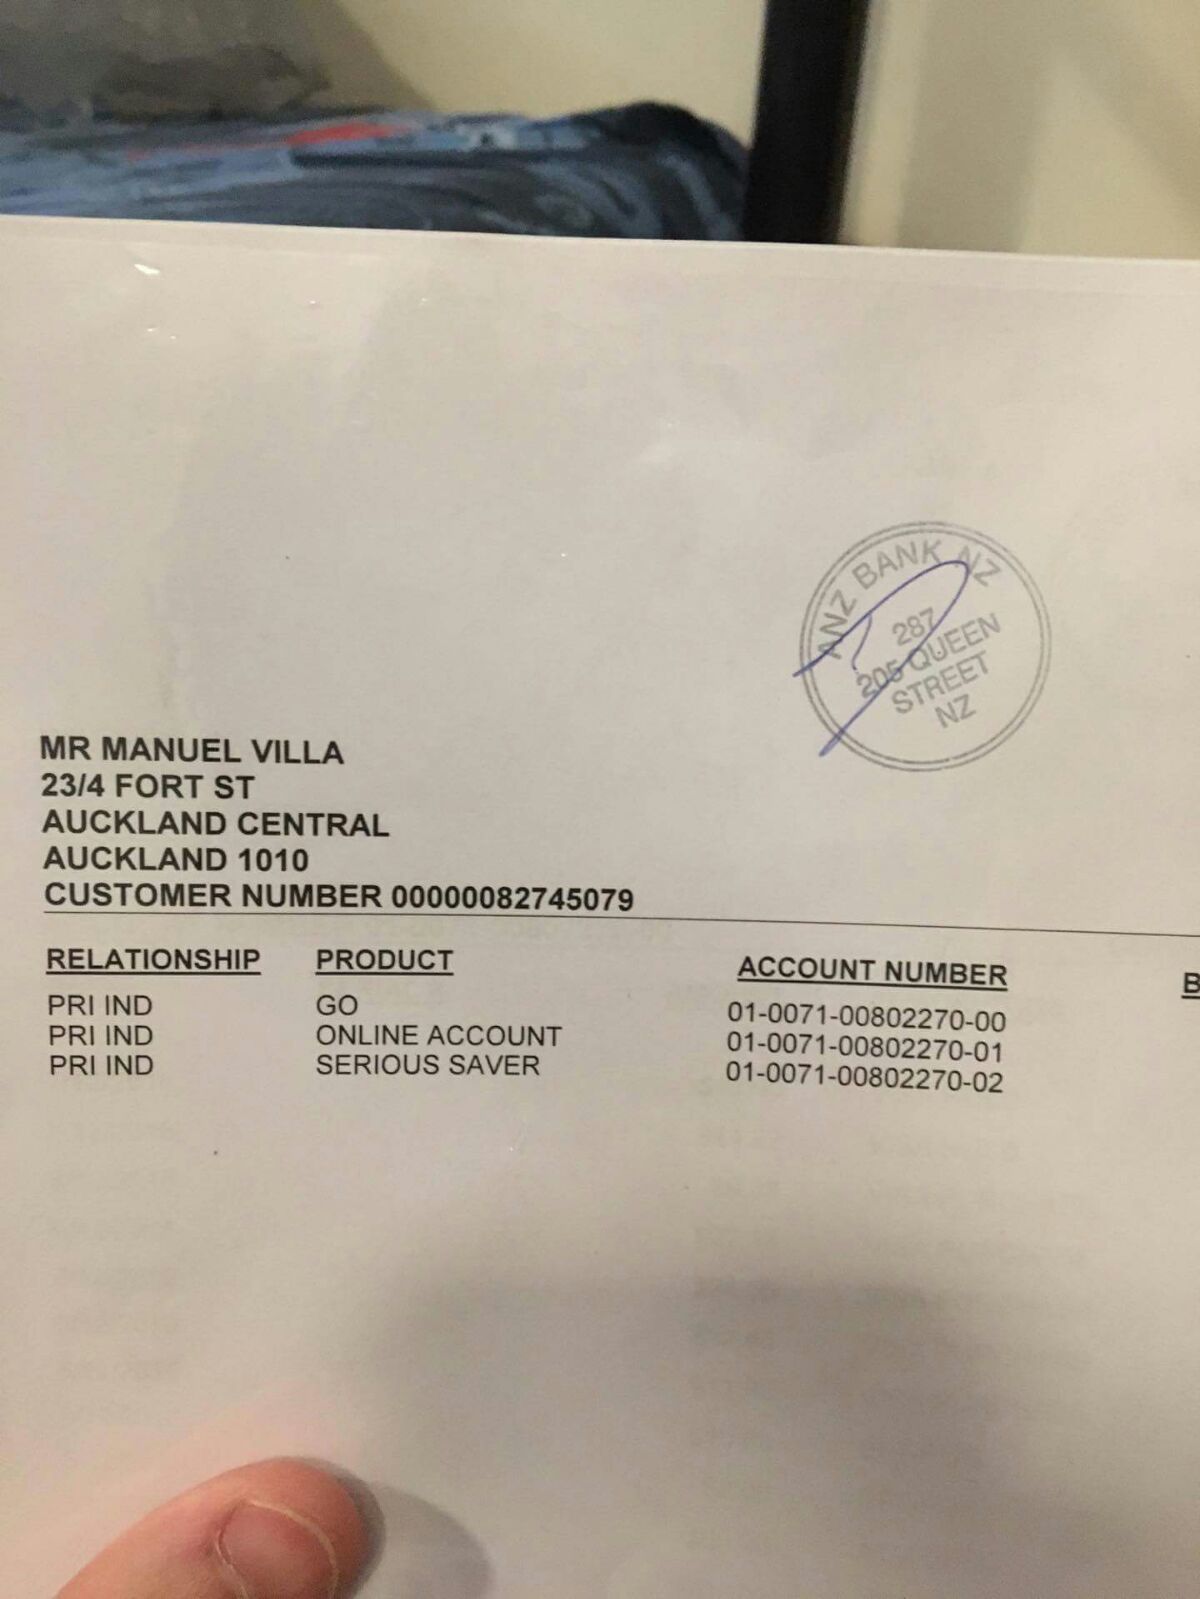 ANZ BANK NZ
287
205 QUEEN
STREET
NZ
MR MANUEL VILLA
23/4 FORT ST
AUCKLAND CENTRAL
AUCKLAND 1010
CUSTOMER NUMBER 00000082745079
RELATIONSHIP PRODUCT ACCOUNT NUMBER B
PRI IND GO 01-0071-00802270-00
PRI IND ONLINE ACCOUNT 01-0071-00802270-01
PRI IND SERIOUS SAVER 01-0071-00802270-02